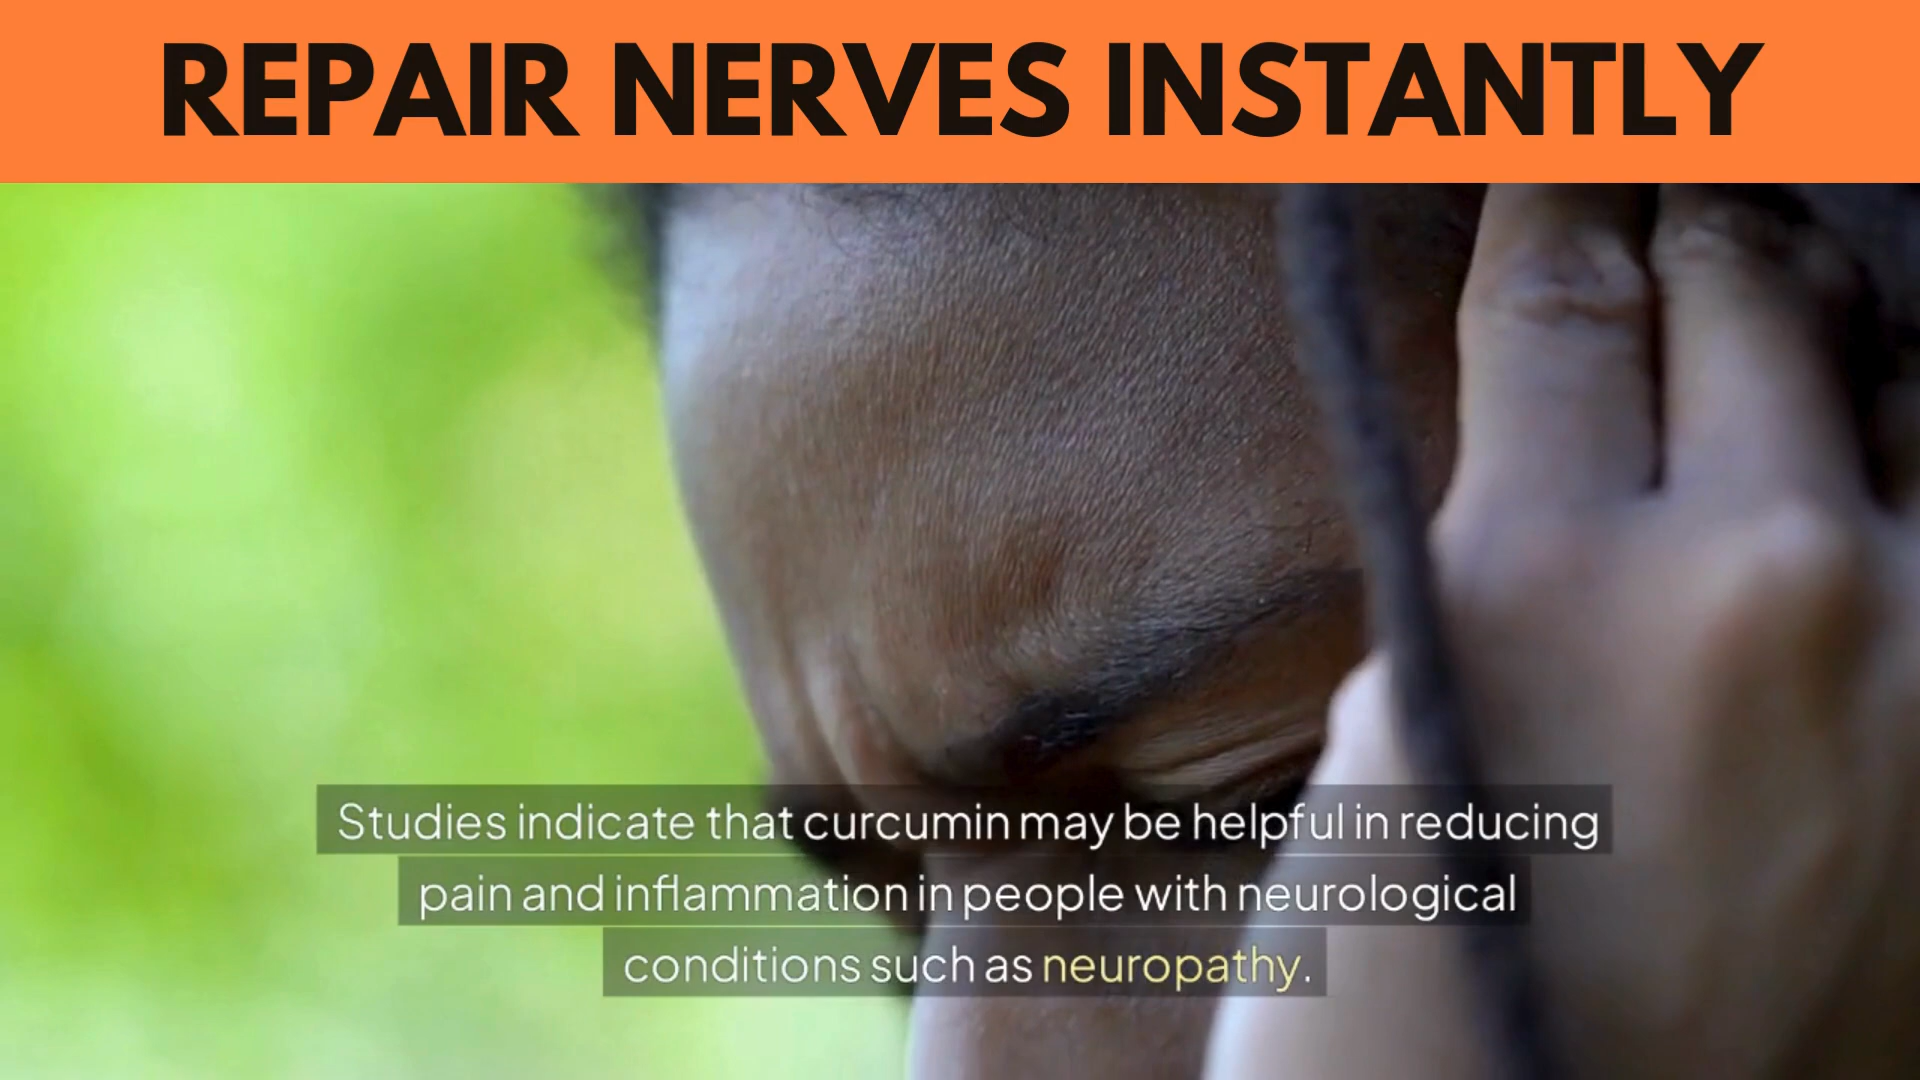 REPAIR NERVES INSTANTLY
Studies indicate that curcumin may be helpful in reducing
pain and inflammation in people with neurological
conditions such as neuropathy.